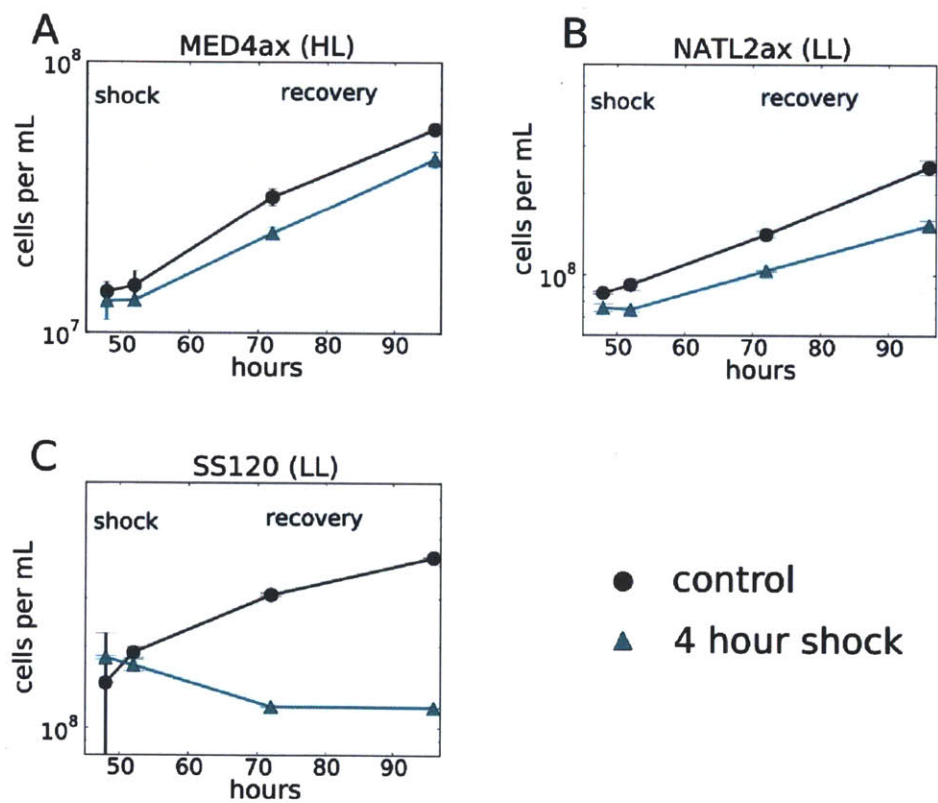 A
MED4ax (HL)
10^8
shock
recovery
cells per mL
10^7
50 60 70 80 90
hours
B
NATL2ax (LL)
shock
recovery
cells per mL
10^8
50 60 70 80 90
hours
C
SS120 (LL)
shock
recovery
cells per mL
10^8
50 60 70 80 90
hours
control
4 hour shock